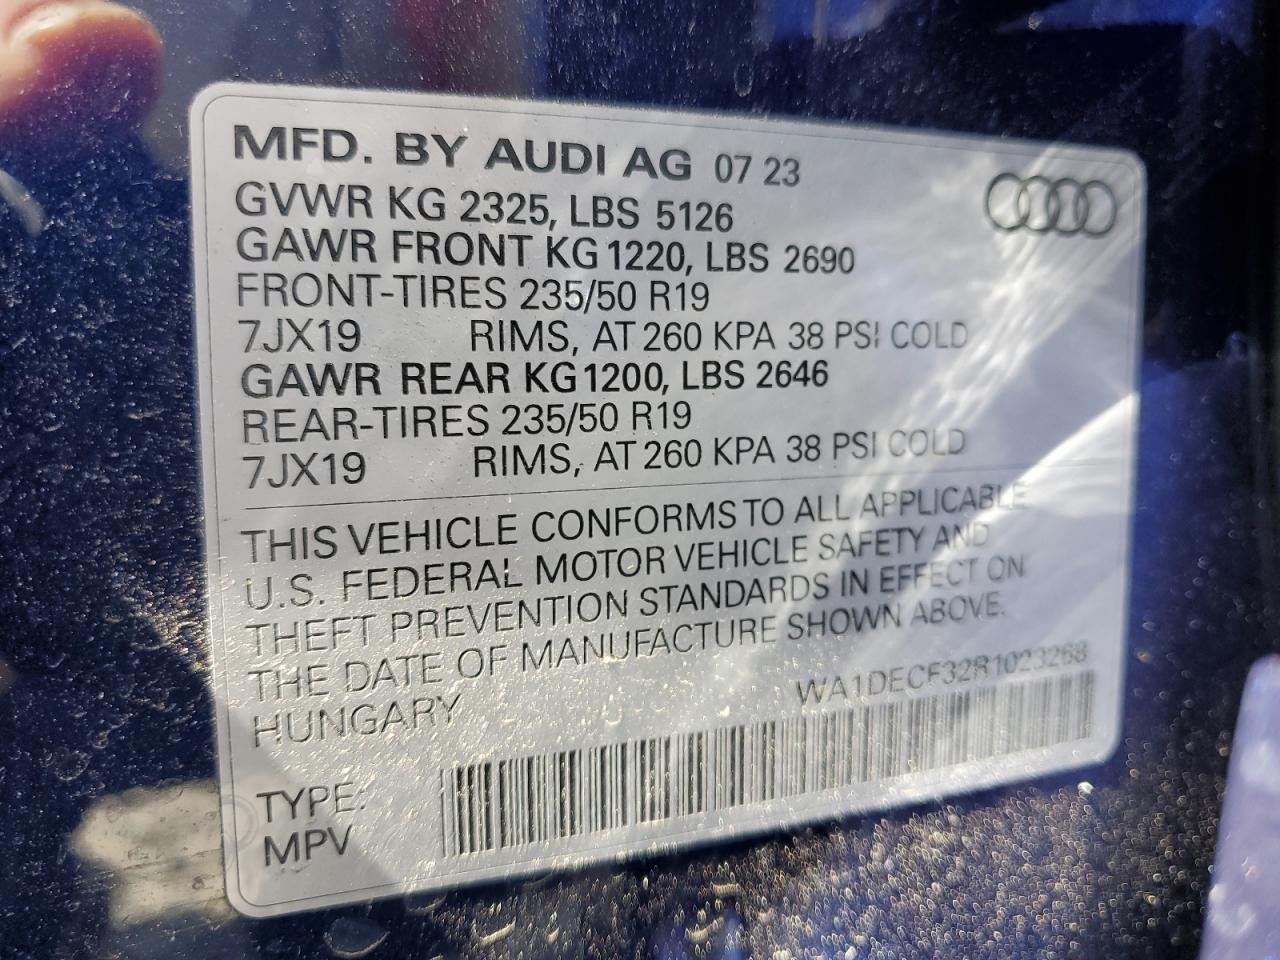 MFD. BY AUDI AG 07 23
GVWR KG 2325, LBS 5126
GAWR FRONT KG 1220, LBS 2690
FRONT-TIRES 235/50 R19
7JX19 RIMS, AT 260 KPA 38 PSI COLD
GAWR REAR KG 1200, LBS 2646
REAR-TIRES 235/50 R19
7JX19 RIMS, AT 260 KPA 38 PSI COLD
THIS VEHICLE CONFORMS TO ALL APPLICABLE
U.S. FEDERAL MOTOR VEHICLE SAFETY AND
THEFT PREVENTION STANDARDS IN EFFECT ON
THE DATE OF MANUFACTURE SHOWN ABOVE.
HUNGARY WA1DECF32R1023268
TYPE:
MPV